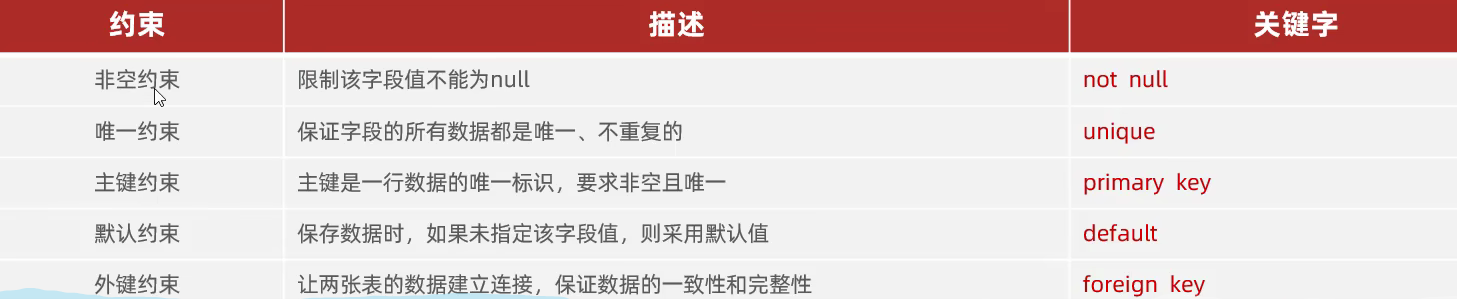 约束 描述 关键字
非空约束 限制该字段值不能为null not null
唯一约束 保证字段的所有数据都是唯一、不重复的 unique
主键约束 主键是一行数据的唯一标识，要求非空且唯一 primary key
默认约束 保存数据时，如果未指定该字段值，则采用默认值 default
外键约束 让两张表的数据建立连接，保证数据的一致性和完整性 foreign key